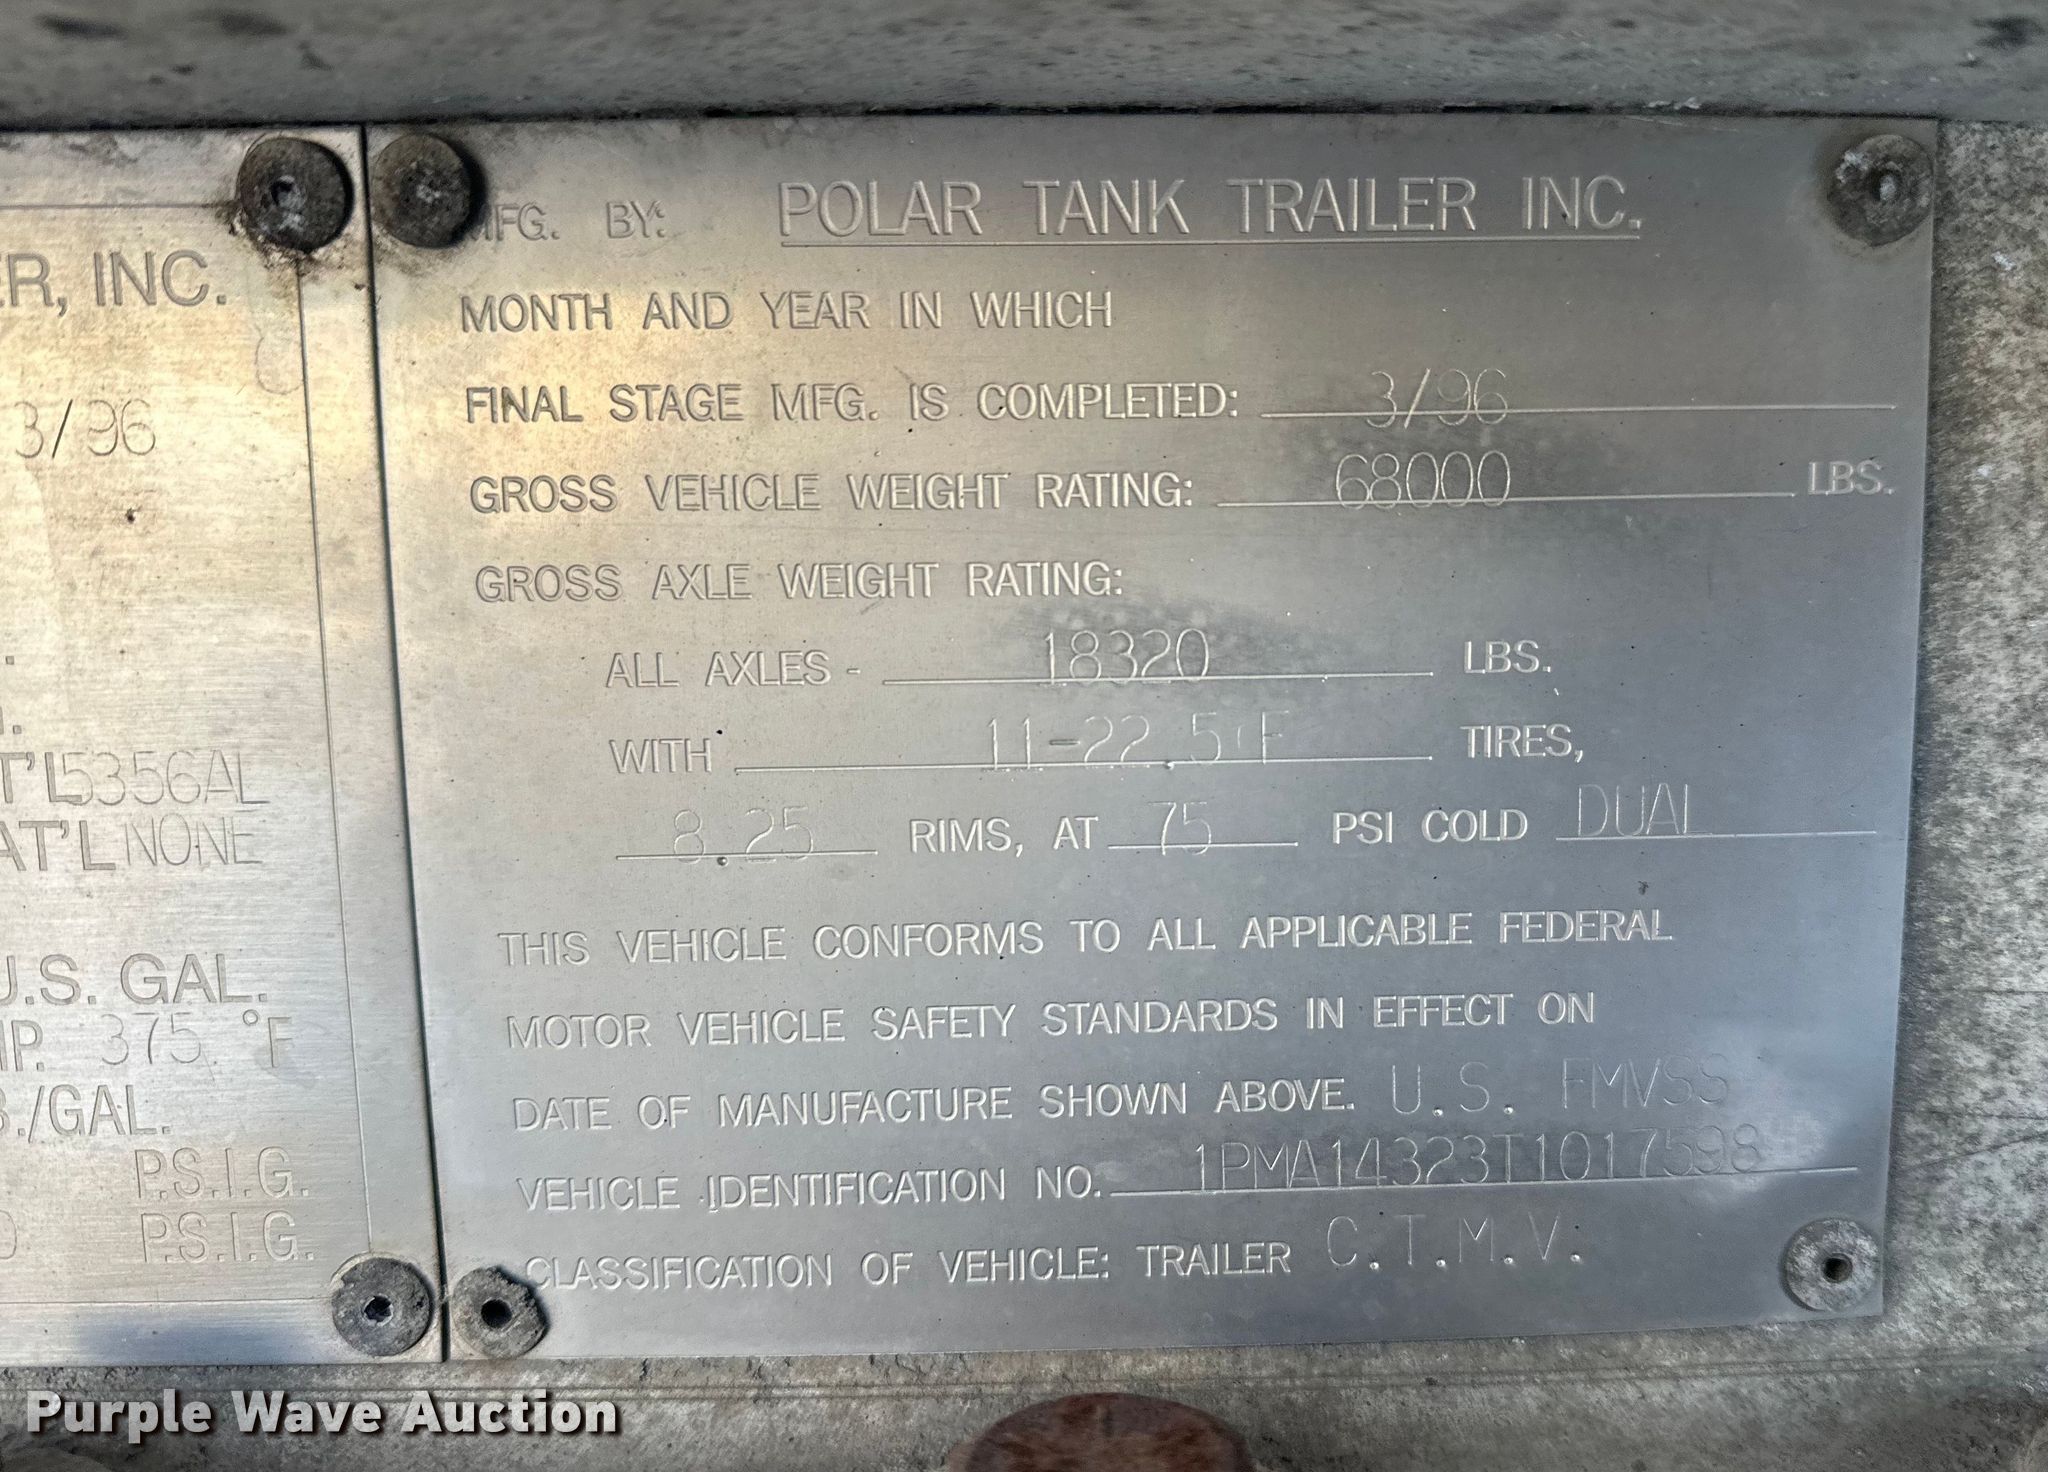 ER, INC.
3/96
T'L 5356AL
AT'L NONE
U.S. GAL.
375 °F
/GAL.
P.S.I.G.
P.S.I.G.
MFG. BY: POLAR TANK TRAILER INC.
MONTH AND YEAR IN WHICH
FINAL STAGE MFG. IS COMPLETED: 3/96
GROSS VEHICLE WEIGHT RATING: 68000 LBS.
GROSS AXLE WEIGHT RATING:
ALL AXLES - 18320 LBS.
WITH 11-22.5 F TIRES,
8.25 RIMS, AT 75 PSI COLD DUAL
THIS VEHICLE CONFORMS TO ALL APPLICABLE FEDERAL
MOTOR VEHICLE SAFETY STANDARDS IN EFFECT ON
DATE OF MANUFACTURE SHOWN ABOVE. U.S. FMVSS
VEHICLE IDENTIFICATION NO. 1PMA14323T1017598
CLASSIFICATION OF VEHICLE: TRAILER C.T.M.V.
Purple Wave Auction